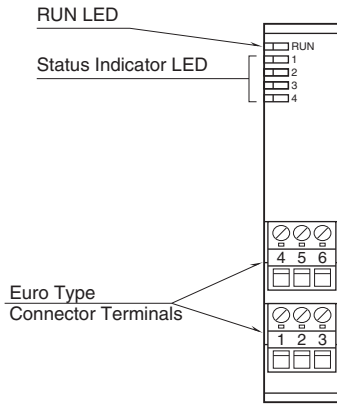 RUN LED
RUN
Status Indicator LED
1
2
3
4
4 5 6
Euro Type
Connector Terminals
1 2 3